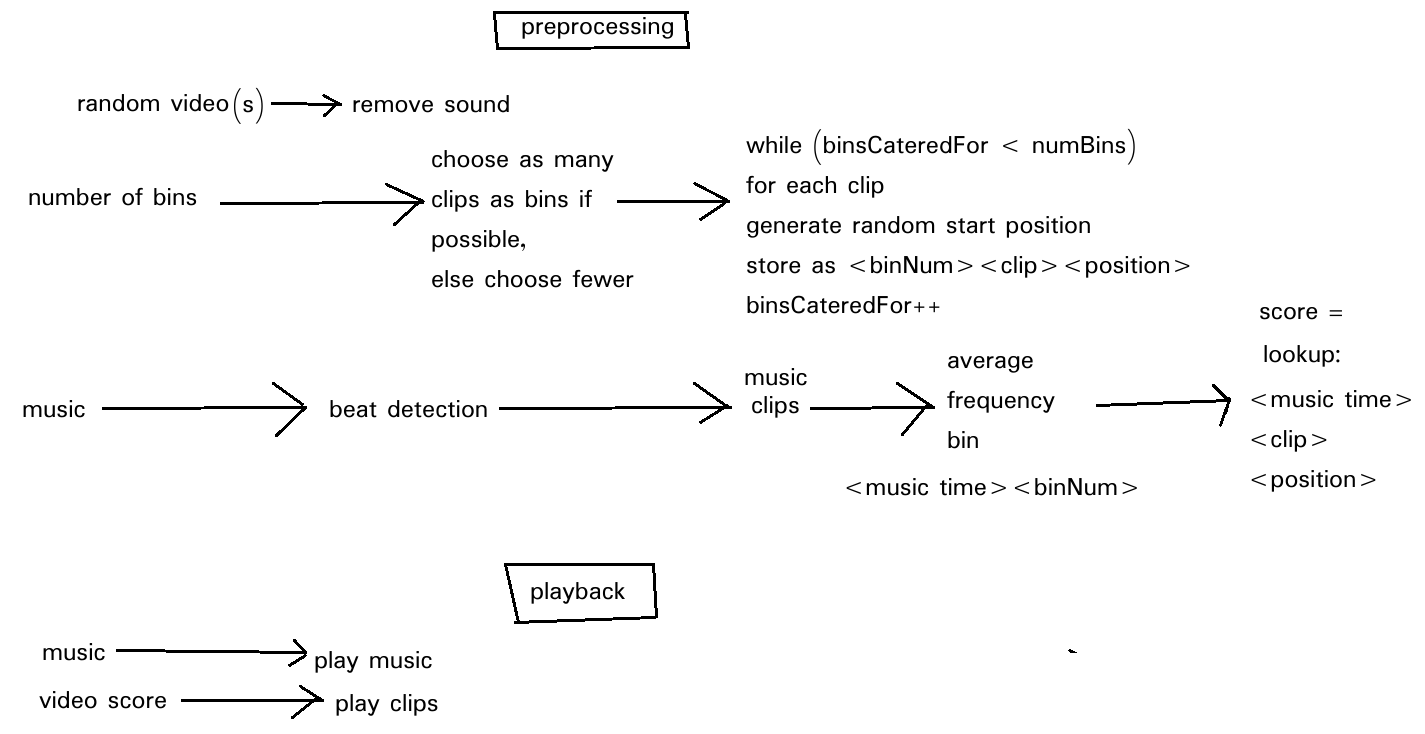 preprocessing
random video(s)
remove sound
number of bins
choose as many
clips as bins if
possible,
else choose fewer
while (binsCateredFor < numBins)
for each clip
generate random start position
store as <binNum><clip><position>
binsCateredFor++
music
beat detection
music
clips
average
frequency
bin
<music time><binNum>
score =
lookup:
<music time>
<clip>
<position>
playback
music
play music
video score
play clips